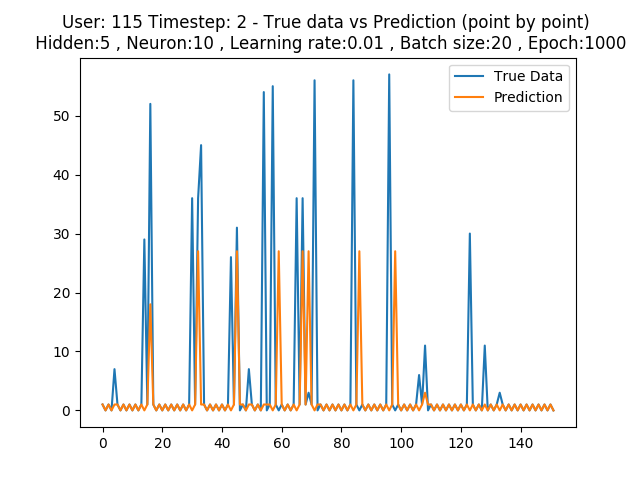 User: 115 Timestep: 2 - True data vs Prediction (point by point)
Hidden:5 , Neuron:10 , Learning rate:0.01 , Batch size:20 , Epoch:1000
True Data
Prediction
50
40
30
20
10
0
0 20 40 60 80 100 120 140